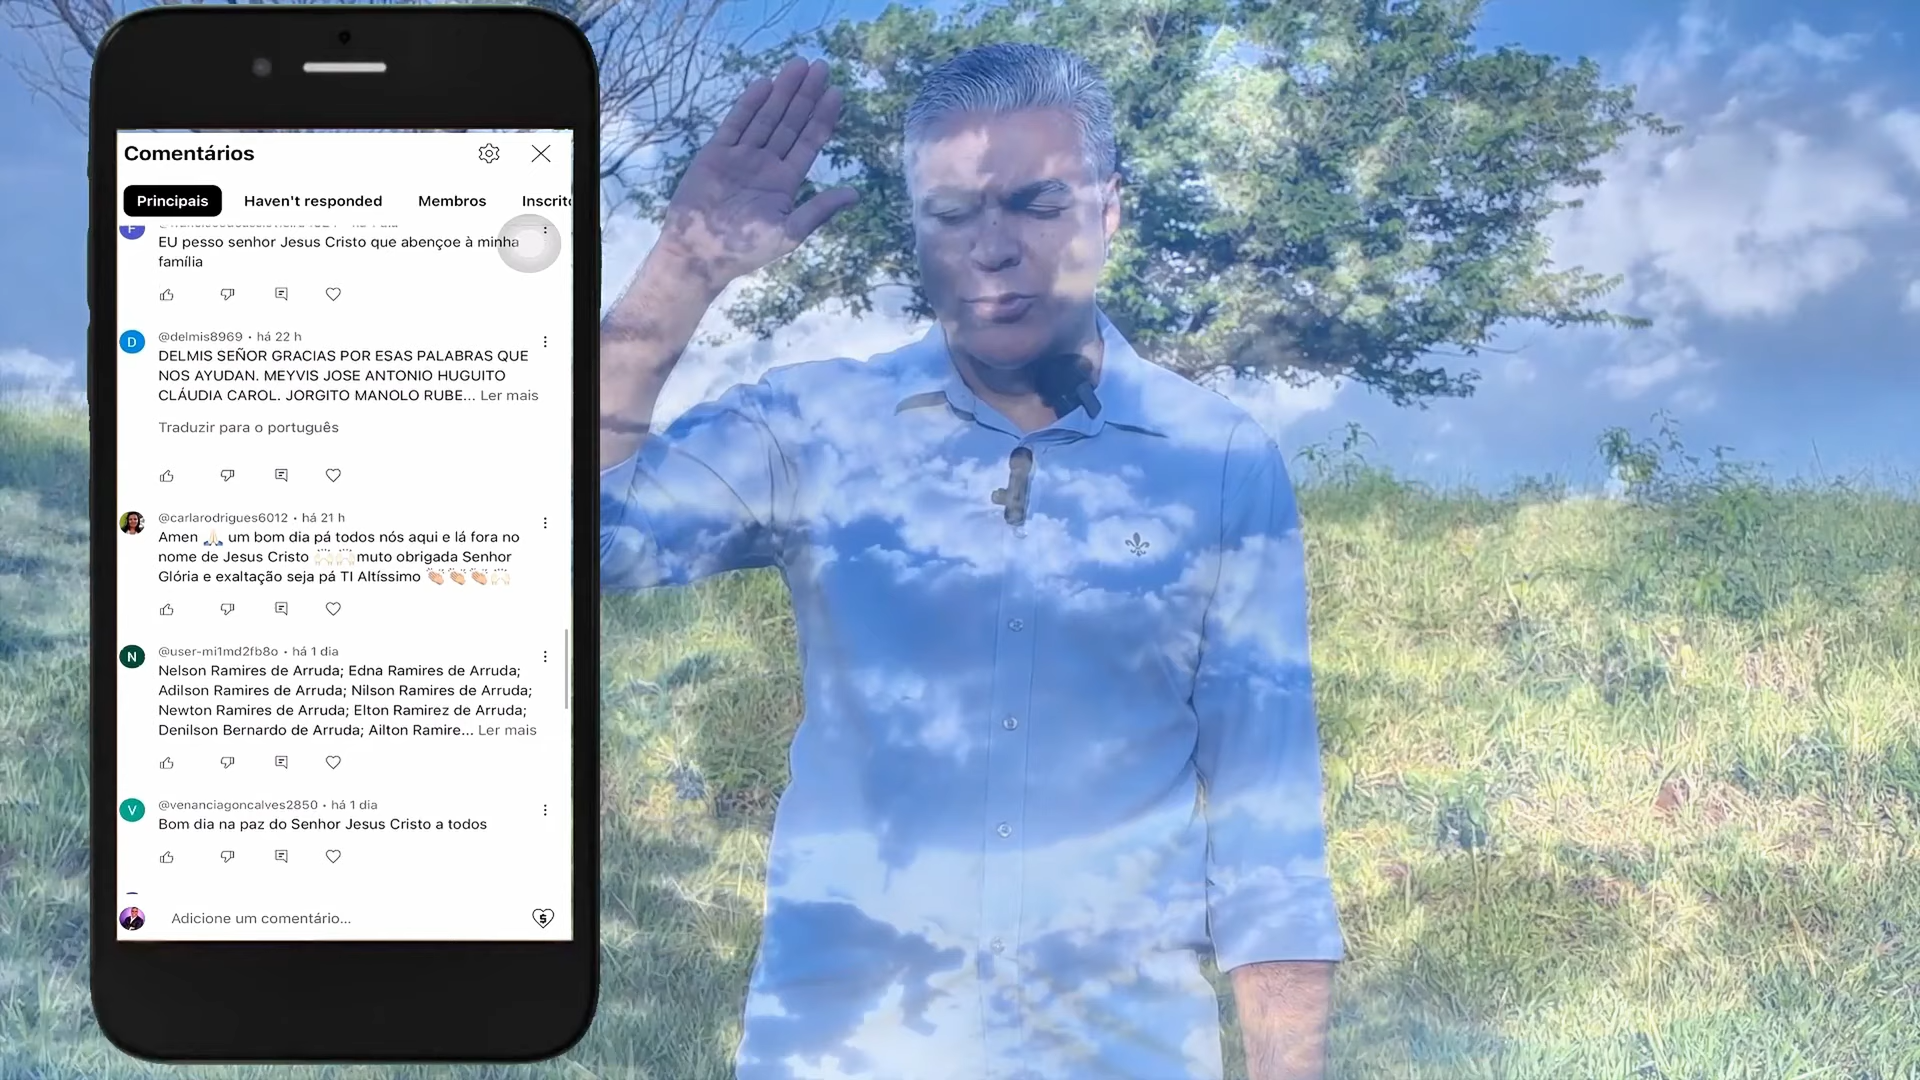 Comentários
Principais
Haven't responded
Membros
EU pesso senhor Jesus Cristo que abençoe à minha
família
@delmis8969 • há 22 h
DELMIS SEÑOR GRACIAS POR ESAS PALABRAS QUE
NOS AYUDAN. MEYVIS JOSE ANTONIO HUGUITO
CLÁUDIA CAROL. JORGITO MANOLO RUBE... Ler mais
Traduzir para o português
@carlarodrigues6012 • há 21 h
Amen 🙏🏻 um bom dia pá todos nós aqui e lá fora no
nome de Jesus Cristo 🙌🏻🙌🏻muto obrigada Senhor
Glória e exaltação seja pá TI Altíssimo 👏🏻👏🏻👏🏻🙌🏻
@user-mi1md2fb8o • há 1 dia
Nelson Ramires de Arruda; Edna Ramires de Arruda;
Adilson Ramires de Arruda; Nilson Ramires de Arruda;
Newton Ramires de Arruda; Elton Ramirez de Arruda;
Denilson Bernardo de Arruda; Ailton Ramire... Ler mais
@venanciagoncalves2850 • há 1 dia
Bom dia na paz do Senhor Jesus Cristo a todos
Adicione um comentário...